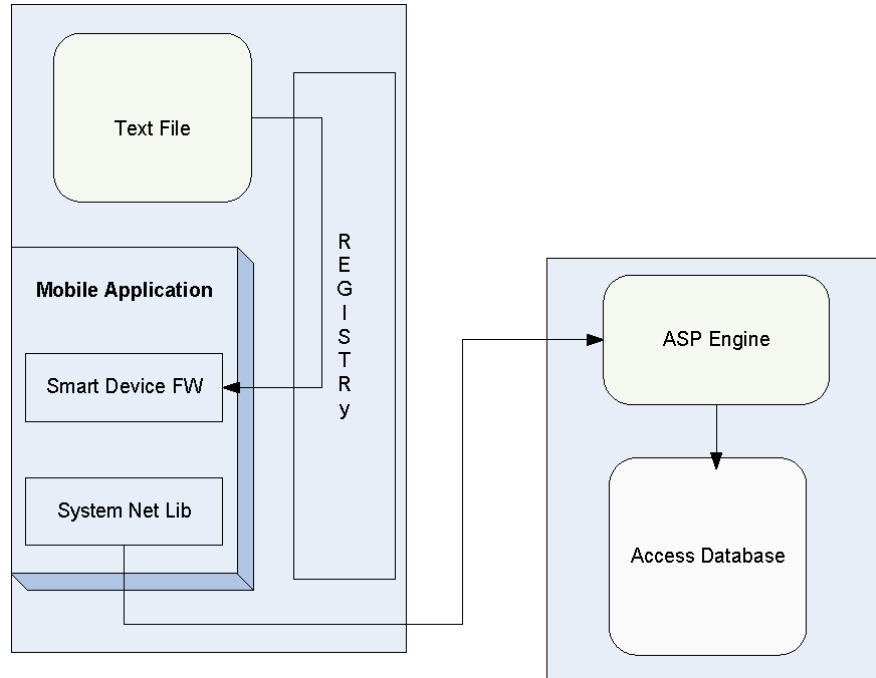 Text File
Mobile Application
Smart Device FW
System Net Lib
R
E
G
I
S
T
R
y
ASP Engine
Access Database